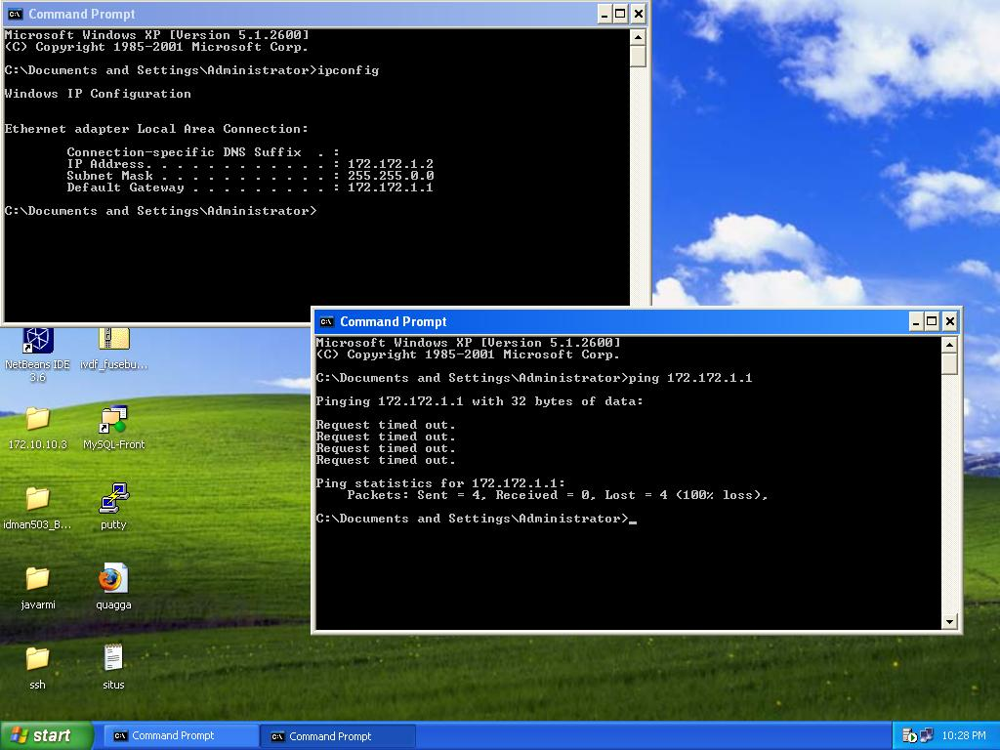 Command Prompt
Microsoft Windows XP [Version 5.1.2600]
(C) Copyright 1985-2001 Microsoft Corp.
C:\Documents and Settings\Administrator>ipconfig
Windows IP Configuration
Ethernet adapter Local Area Connection:
Connection-specific DNS Suffix . :
IP Address. . . . . . . . . . . . : 172.172.1.2
Subnet Mask . . . . . . . . . . . : 255.255.0.0
Default Gateway . . . . . . . . . : 172.172.1.1
C:\Documents and Settings\Administrator>
Command Prompt
Microsoft Windows XP [Version 5.1.2600]
(C) Copyright 1985-2001 Microsoft Corp.
C:\Documents and Settings\Administrator>ping 172.172.1.1
Pinging 172.172.1.1 with 32 bytes of data:
Request timed out.
Request timed out.
Request timed out.
Request timed out.
Ping statistics for 172.172.1.1:
Packets: Sent = 4, Received = 0, Lost = 4 (100% loss),
C:\Documents and Settings\Administrator>
NetBeans IDE
3.6
ivdf_fusebu...
172.10.10.3
MySQL-Front
idman503_B...
putty
javarmi
quagga
ssh
situs
start
Command Prompt
Command Prompt
10:28 PM